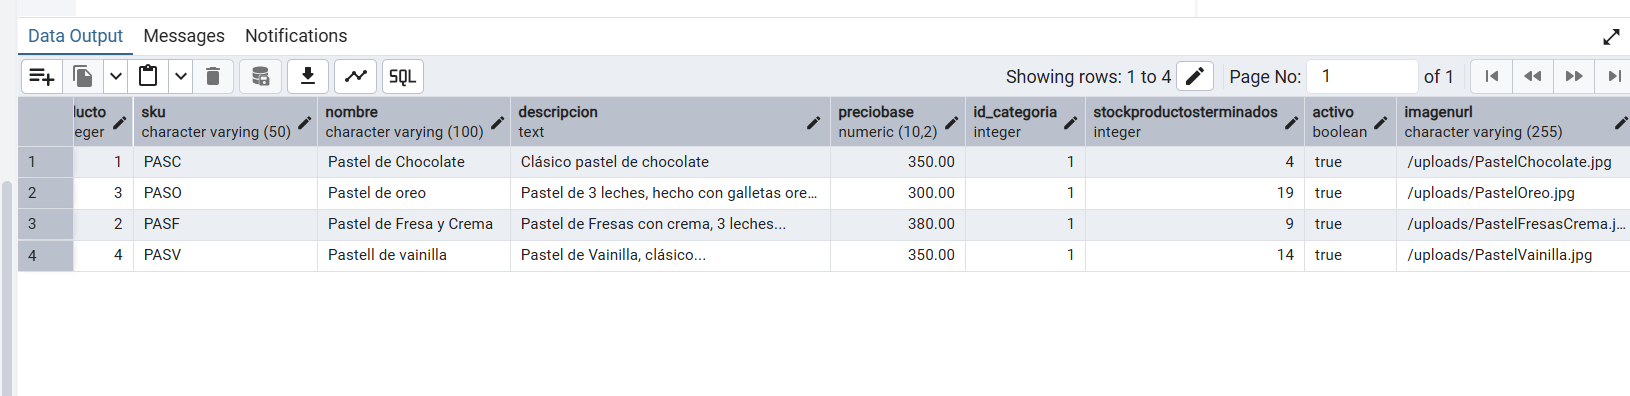 Data Output Messages Notifications
SQL Showing rows: 1 to 4 Page No: 1 of 1
ucto sku nombre descripcion preciobase id_categoria stockproductosterminados activo imagenurl
eger character varying (50) character varying (100) text numeric (10,2) integer integer boolean character varying (255)
1 1 PASC Pastel de Chocolate Clásico pastel de chocolate 350.00 1 4 true /uploads/PastelChocolate.jpg
2 3 PASO Pastel de oreo Pastel de 3 leches, hecho con galletas ore... 300.00 1 19 true /uploads/PastelOreo.jpg
3 2 PASF Pastel de Fresa y Crema Pastel de Fresas con crema, 3 leches... 380.00 1 9 true /uploads/PastelFresasCrema.j...
4 4 PASV Pastell de vainilla Pastel de Vainilla, clásico... 350.00 1 14 true /uploads/PastelVainilla.jpg